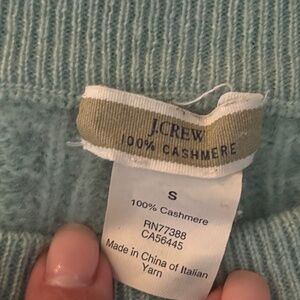 J.CREW
100% CASHMERE
S
100% Cashmere
RN77388
CA56445
Made in China of Italian
Yarn